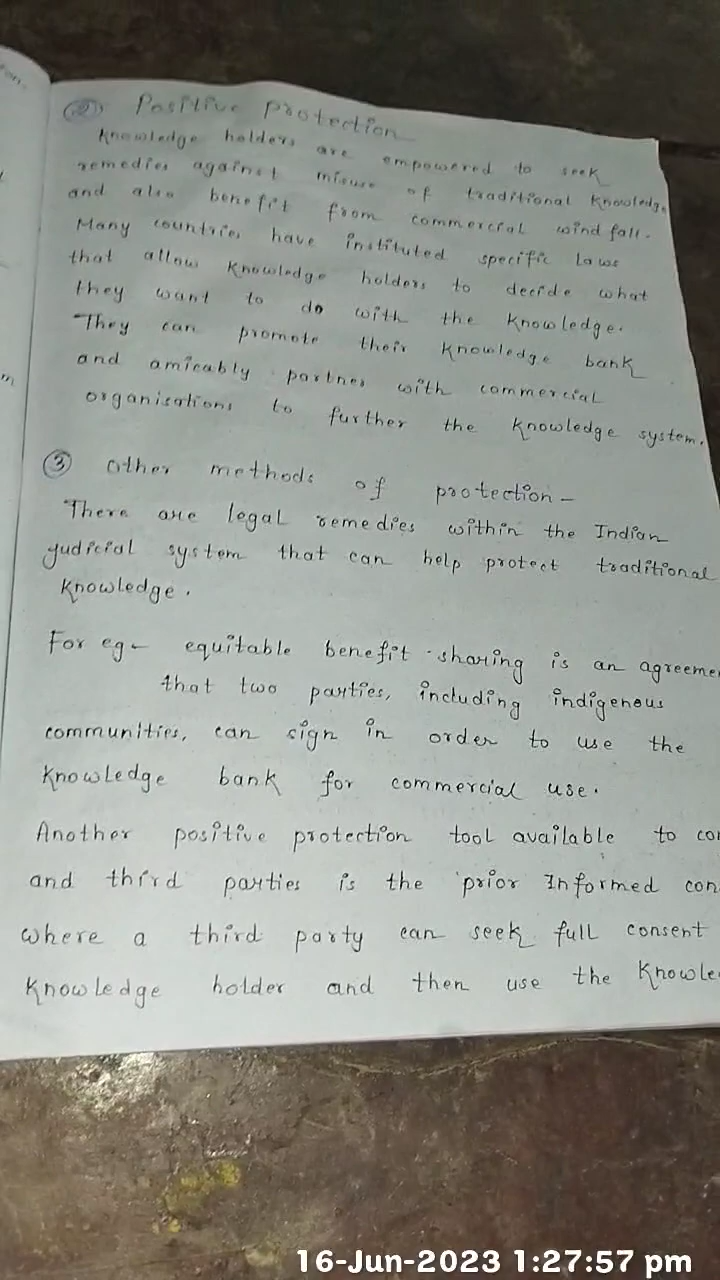 ② Positive Protection
Knowledge holders are empowered to seek
remedies against misuse of traditional knowledge
and also benefit from commercial wind fall.
Many countries have instituted specific laws
that allow knowledge holders to decide what
they want to do with the knowledge.
They can promote their knowledge bank
and amicably partner with commercial
organisations to further the knowledge system.
③ Other methods of protection -
There are legal remedies within the Indian
judicial system that can help protect traditional
knowledge.
For eg- equitable benefit-sharing is an agreeme
that two parties, including indigenous
communities, can sign in order to use the
knowledge bank for commercial use.
Another positive protection tool available to co
and third parties is the 'prior Informed con
where a third party can seek full consent
knowledge holder and then use the knowle
16-Jun-2023 1:27:57 pm